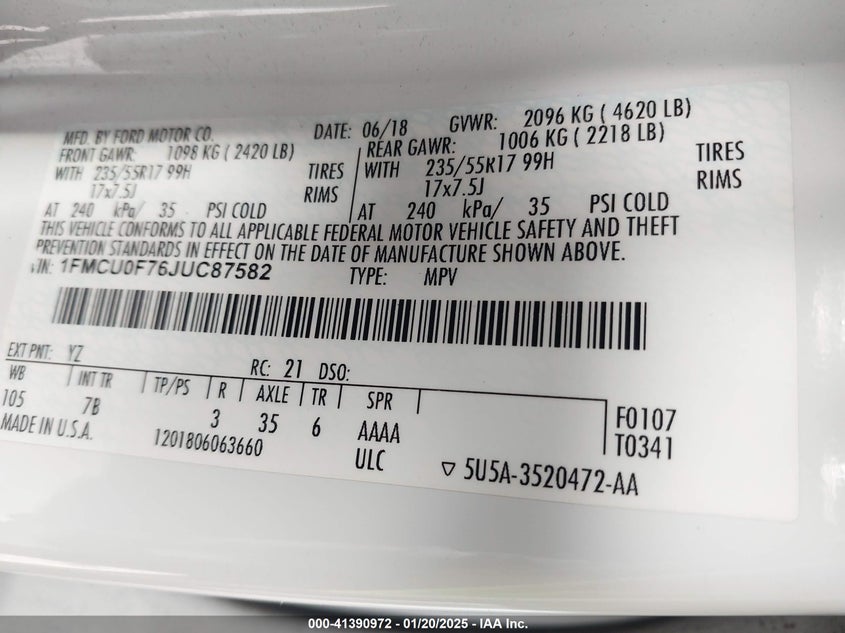 MFD. BY FORD MOTOR CO.
DATE: 06/18
GVWR: 2096 KG ( 4620 LB)
FRONT GAWR: 1098 KG ( 2420 LB)
WITH 235/55R17 99H TIRES
17x7.5J RIMS
AT 240 kPa/ 35 PSI COLD
REAR GAWR: 1006 KG ( 2218 LB)
WITH 235/55R17 99H TIRES
17x7.5J RIMS
AT 240 kPa/ 35 PSI COLD
THIS VEHICLE CONFORMS TO ALL APPLICABLE FEDERAL MOTOR VEHICLE SAFETY AND THEFT
PREVENTION STANDARDS IN EFFECT ON THE DATE OF MANUFACTURE SHOWN ABOVE.
VIN: 1FMCU0F76JUC87582
TYPE: MPV
EXT PNT: YZ
RC: 21 DSO:
WB INT TR TP/PS R AXLE TR SPR
105 7B 3 35 6 AAAA
F0107
T0341
MADE IN U.S.A.
1201806063660
ULC
5U5A-3520472-AA
000-41390972 - 01/20/2025 - IAA Inc.